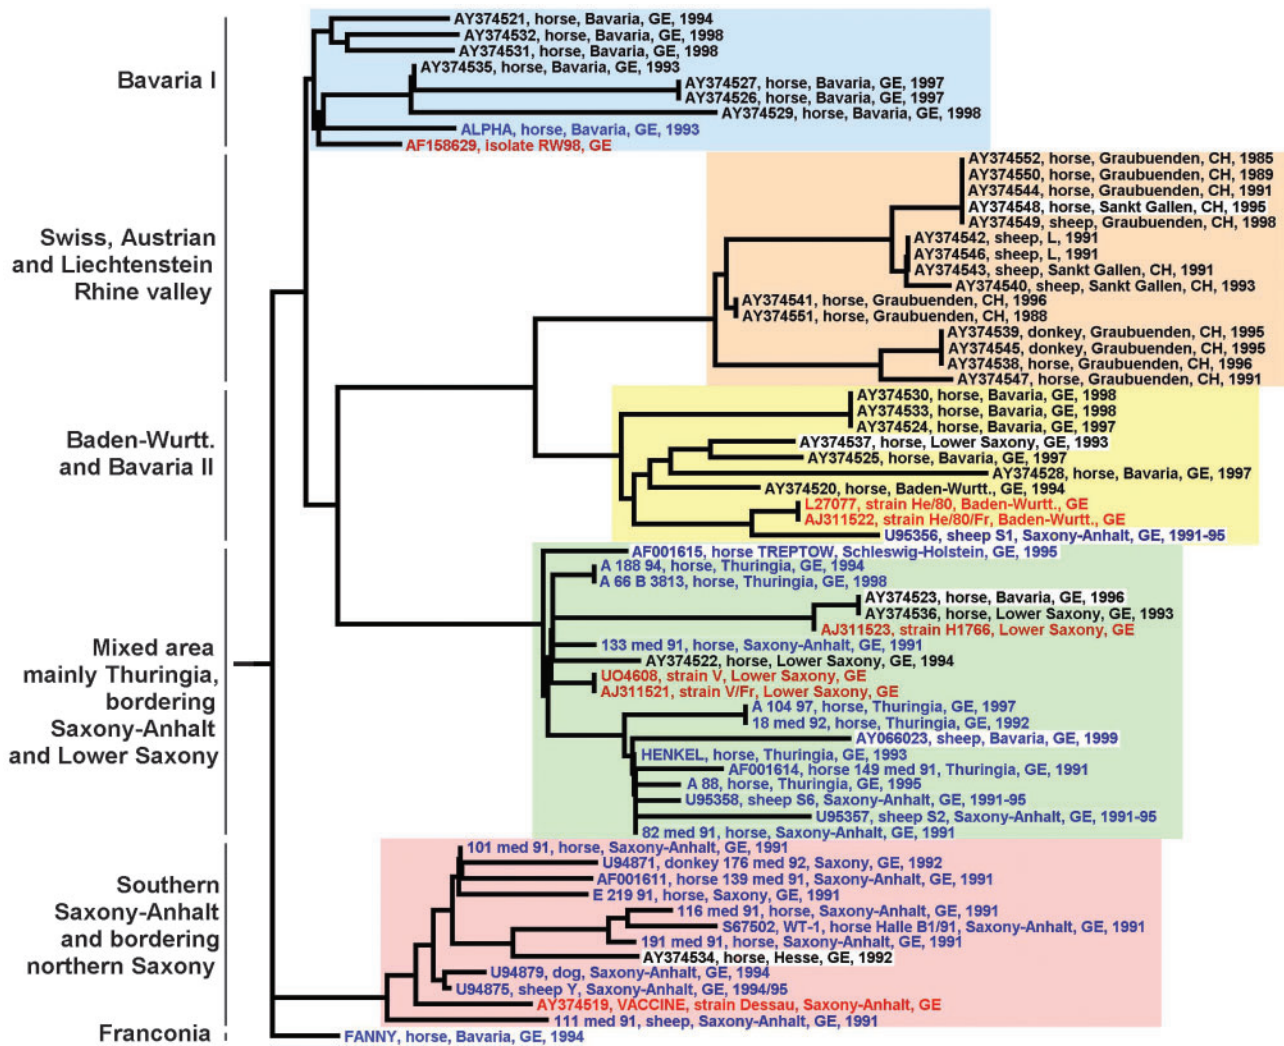 Bavaria I
AY374521, horse, Bavaria, GE, 1994
AY374532, horse, Bavaria, GE, 1998
AY374531, horse, Bavaria, GE, 1998
AY374535, horse, Bavaria, GE, 1993
AY374527, horse, Bavaria, GE, 1997
AY374526, horse, Bavaria, GE, 1997
AY374529, horse, Bavaria, GE, 1998
ALPHA, horse, Bavaria, GE, 1993
AF158629, isolate RW98, GE
Swiss, Austrian
and Liechtenstein
Rhine valley
AY374552, horse, Graubuenden, CH, 1985
AY374550, horse, Graubuenden, CH, 1989
AY374544, horse, Graubuenden, CH, 1991
AY374548, horse, Sankt Gallen, CH, 1995
AY374549, sheep, Graubuenden, CH, 1998
AY374542, sheep, L, 1991
AY374546, sheep, L, 1991
AY374543, sheep, Sankt Gallen, CH, 1991
AY374540, sheep, Sankt Gallen, CH, 1993
AY374541, horse, Graubuenden, CH, 1996
AY374551, horse, Graubuenden, CH, 1988
AY374539, donkey, Graubuenden, CH, 1995
AY374545, donkey, Graubuenden, CH, 1995
AY374538, horse, Graubuenden, CH, 1996
AY374547, horse, Graubuenden, CH, 1991
Baden-Wurtt.
and Bavaria II
AY374530, horse, Bavaria, GE, 1998
AY374533, horse, Bavaria, GE, 1998
AY374524, horse, Bavaria, GE, 1997
AY374537, horse, Lower Saxony, GE, 1993
AY374525, horse, Bavaria, GE, 1997
AY374528, horse, Bavaria, GE, 1997
AY374520, horse, Baden-Wurtt., GE, 1994
L27077, strain He/80, Baden-Wurtt., GE
AJ311522, strain He/80/Fr, Baden-Wurtt., GE
U95356, sheep S1, Saxony-Anhalt, GE, 1991-95
Mixed area
mainly Thuringia,
bordering
Saxony-Anhalt
and Lower Saxony
AF001615, horse TREPTOW, Schleswig-Holstein, GE, 1995
A 188 94, horse, Thuringia, GE, 1994
A 66 B 3813, horse, Thuringia, GE, 1998
AY374523, horse, Bavaria, GE, 1996
AY374536, horse, Lower Saxony, GE, 1993
AJ311523, strain H1766, Lower Saxony, GE
133 med 91, horse, Saxony-Anhalt, GE, 1991
AY374522, horse, Lower Saxony, GE, 1994
UO4608, strain V, Lower Saxony, GE
AJ311521, strain V/Fr, Lower Saxony, GE
A 104 97, horse, Thuringia, GE, 1997
18 med 92, horse, Thuringia, GE, 1992
AY066023, sheep, Bavaria, GE, 1999
HENKEL, horse, Thuringia, GE, 1993
AF001614, horse 149 med 91, Thuringia, GE, 1991
A 88, horse, Thuringia, GE, 1995
U95358, sheep S6, Saxony-Anhalt, GE, 1991-95
U95357, sheep S2, Saxony-Anhalt, GE, 1991-95
82 med 91, horse, Saxony-Anhalt, GE, 1991
Southern
Saxony-Anhalt
and bordering
northern Saxony
101 med 91, horse, Saxony-Anhalt, GE, 1991
U94871, donkey 176 med 92, Saxony, GE, 1992
AF001611, horse 139 med 91, Saxony-Anhalt, GE, 1991
E 219 91, horse, Saxony, GE, 1991
116 med 91, horse, Saxony-Anhalt, GE, 1991
S67502, WT-1, horse Halle B1/91, Saxony-Anhalt, GE, 1991
191 med 91, horse, Saxony-Anhalt, GE, 1991
AY374534, horse, Hesse, GE, 1992
U94879, dog, Saxony-Anhalt, GE, 1994
U94875, sheep Y, Saxony-Anhalt, GE, 1994/95
AY374519, VACCINE, strain Dessau, Saxony-Anhalt, GE
111 med 91, sheep, Saxony-Anhalt, GE, 1991
Franconia
FANNY, horse, Bavaria, GE, 1994